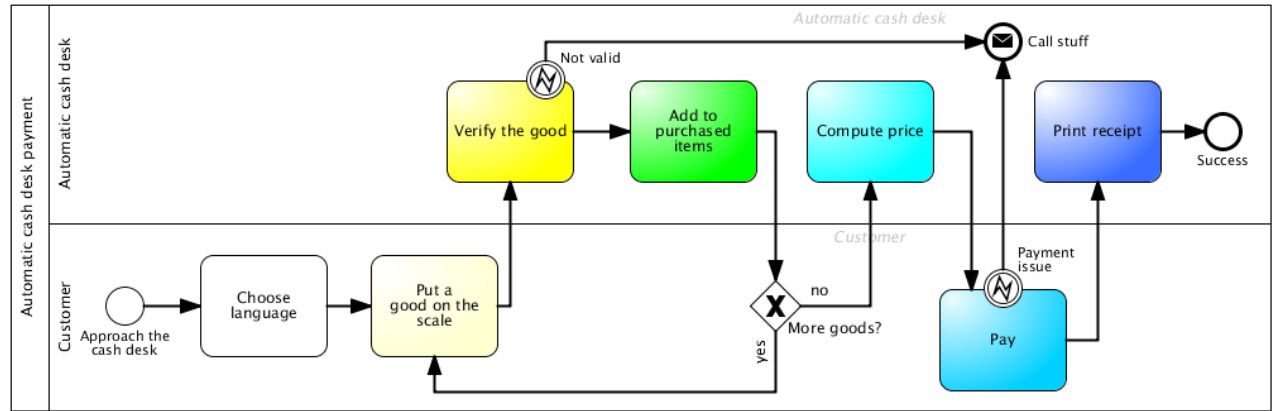 Automatic cash desk payment
Automatic cash desk
Automatic cash desk
Not valid
Call stuff
Verify the good
Add to
purchased
items
Compute price
Print receipt
Success
Customer
Customer
Approach the
cash desk
Choose
language
Put a
good on the
scale
no
More goods?
yes
Payment
issue
Pay